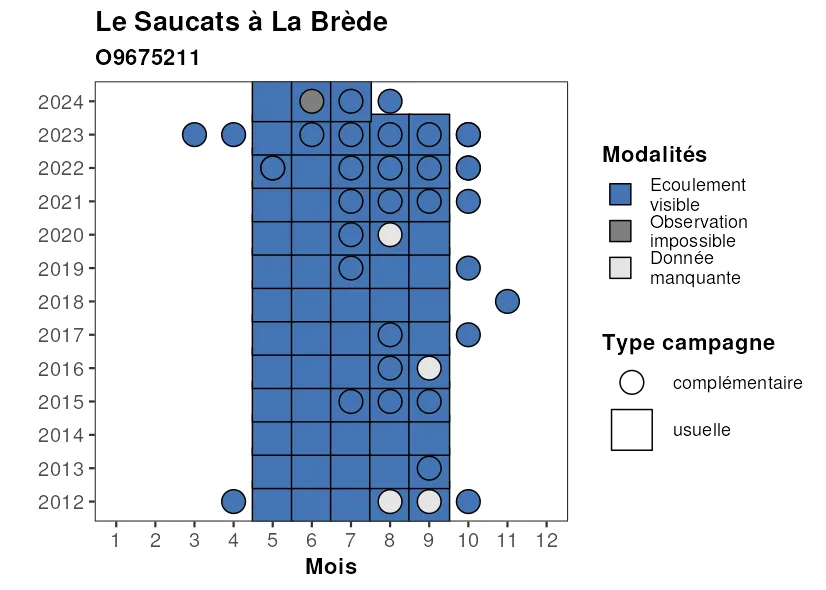 Le Saucats à La Brède
O9675211
2024
2023
2022
2021
2020
2019
2018
2017
2016
2015
2014
2013
2012
1 2 3 4 5 6 7 8 9 10 11 12
Mois
Modalités
Ecoulement
visible
Observation
impossible
Donnée
manquante
Type campagne
complémentaire
usuelle